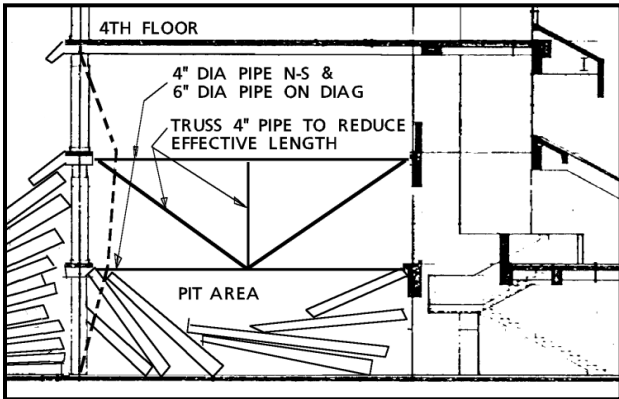 4TH FLOOR
4" DIA PIPE N-S &
6" DIA PIPE ON DIAG
TRUSS 4" PIPE TO REDUCE
EFFECTIVE LENGTH
PIT AREA